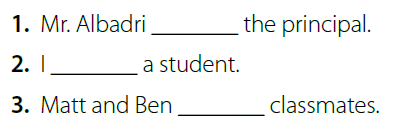 1. Mr. Albadri ________ the principal.
2. I ________ a student.
3. Matt and Ben ________ classmates.